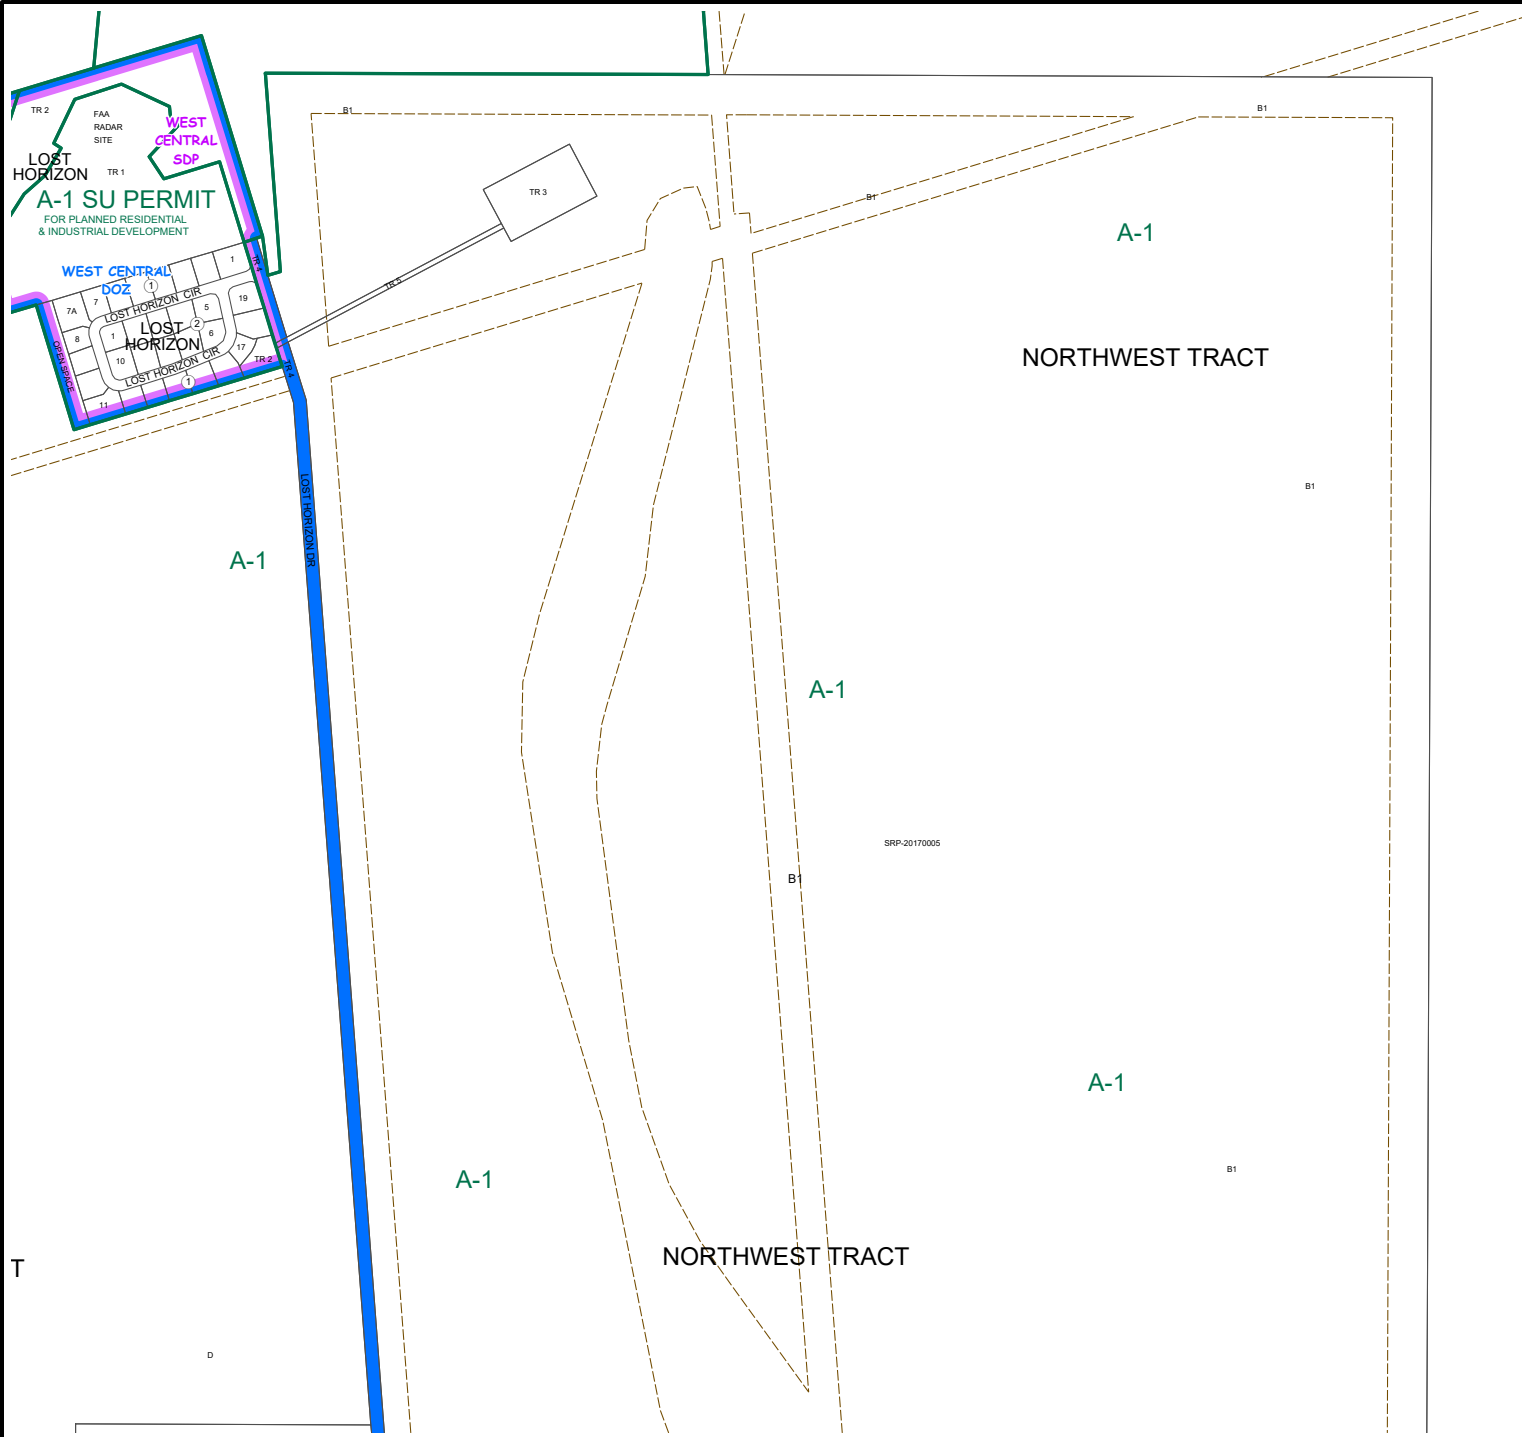 B1
B1
TR 2
FAA
RADAR
SITE
WEST
CENTRAL
SDP
LOST
HORIZON
TR 1
A-1 SU PERMIT
FOR PLANNED RESIDENTIAL
& INDUSTRIAL DEVELOPMENT
TR 3
B1
A-1
WEST CENTRAL
DOZ
1
1
TR 4
TR 5
7A
7
LOST HORIZON CIR
5
19
8
1
LOST
HORIZON
2
6
10
LOST HORIZON CIR
17
TR 2
TR 4
OPEN SPACE
1
11
NORTHWEST TRACT
LOST HORIZON DR
B1
A-1
A-1
SRP-20170005
B1
A-1
A-1
B1
NORTHWEST TRACT
T
D